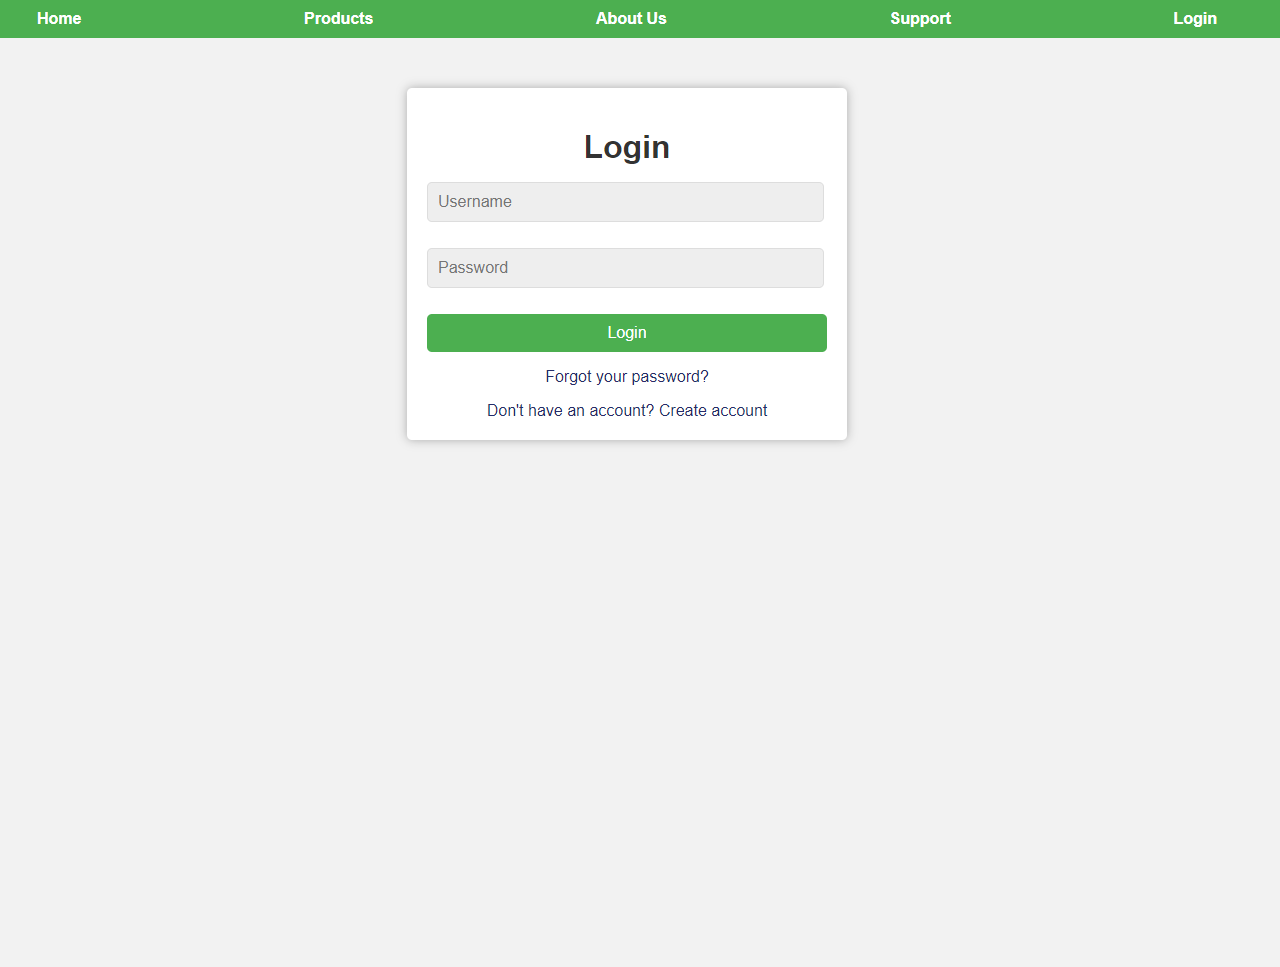 Home Products About Us Support Login
Login
Username
Password
Login
Forgot your password?
Don't have an account? Create account